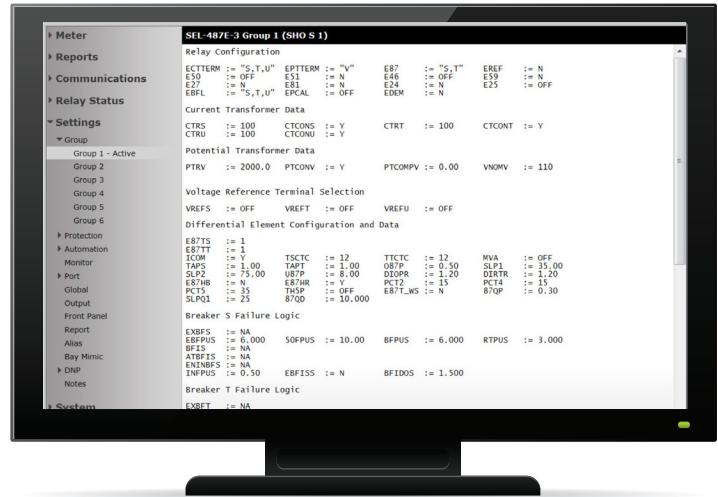 Meter
Reports
Communications
Relay Status
Settings
Group
Group 1 - Active
Group 2
Group 3
Group 4
Group 5
Group 6
Protection
Automation
Monitor
Port
Global
Output
Front Panel
Report
Alias
Bay Mimic
DNP
Notes
System
SEL-487E-3 Group 1 (SHO S 1)
Relay Configuration
ECTTERM := "S,T,U" EPTTERM := "V" E87 := "S,T" EREF := N
E50 := OFF E51 := N E46 := OFF E59 := N
E27 := N E81 := N E24 := N E25 := OFF
EBFL := "S,T,U" EPCAL := OFF EDEM := N
Current Transformer Data
CTRS := 100 CTCONS := Y CTRT := 100 CTCONT := Y
CTRU := 100 CTCONU := Y
Potential Transformer Data
PTRV := 2000.0 PTCONV := Y PTCOMPV := 0.00 VNOMV := 110
Voltage Reference Terminal Selection
VREFS := OFF VREFT := OFF VREFU := OFF
Differential Element Configuration and Data
E87TS := 1
E87TT := 1
ICOM := Y TSCTC := 12 TTCTC := 12 MVA := OFF
TAPS := 1.00 TAPT := 1.00 O87P := 0.50 SLP1 := 35.00
SLP2 := 75.00 U87P := 8.00 DIOPR := 1.20 DIRTR := 1.20
E87HB := N E87HR := Y PCT2 := 15 PCT4 := 15
PCT5 := 35 TH5P := OFF E87T_WS := N 87QP := 0.30
SLPQ1 := 25 87QD := 10.000
Breaker S Failure Logic
EXBFS := NA
EBFPUS := 6.000 50FPUS := 10.00 BFPUS := 6.000 RTPUS := 3.000
BFIS := NA
ATBFIS := NA
ENINBFS := NA
INFPUS := 0.50 EBFISS := N BFIDOS := 1.500
Breaker T Failure Logic
EXBFT := NA